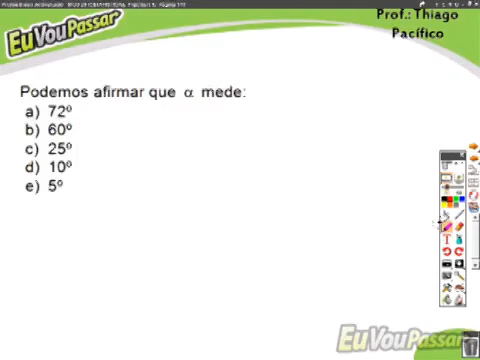 Prof.: Thiago
Pacífico
EuVouPassar
Podemos afirmar que α mede:
a) 72º
b) 60º
c) 25º
d) 10º
e) 5º
EuVouPassar